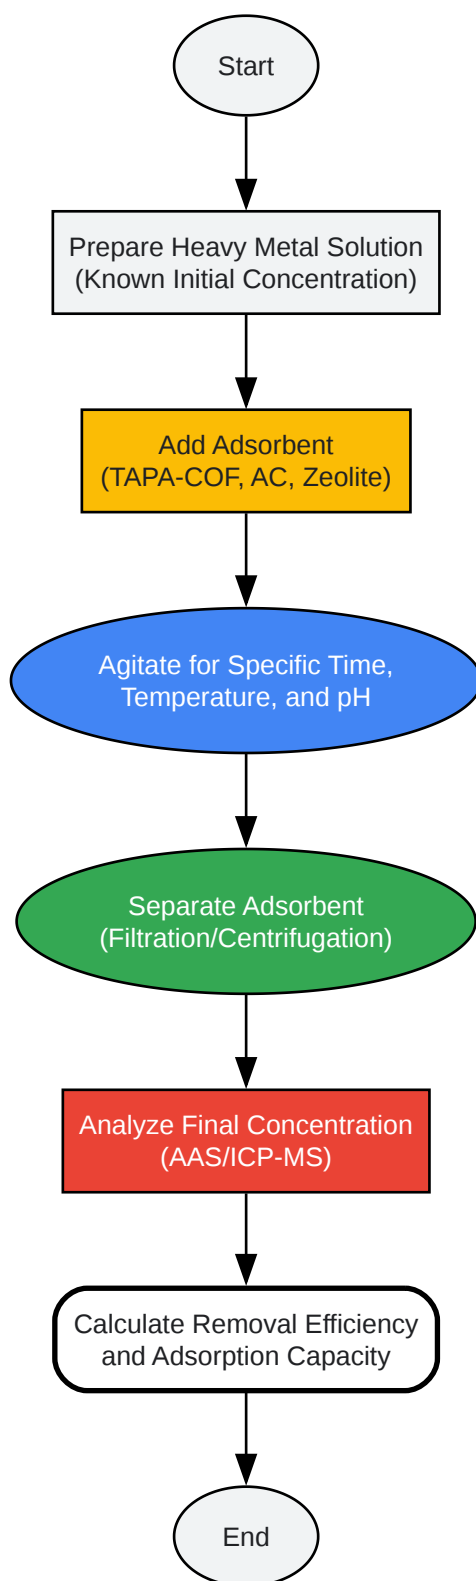 Start
Prepare Heavy Metal Solution
(Known Initial Concentration)
Add Adsorbent
(TAPA-COF, AC, Zeolite)
Agitate for Specific Time,
Temperature, and pH
Separate Adsorbent
(Filtration/Centrifugation)
Analyze Final Concentration
(AAS/ICP-MS)
Calculate Removal Efficiency
and Adsorption Capacity
End